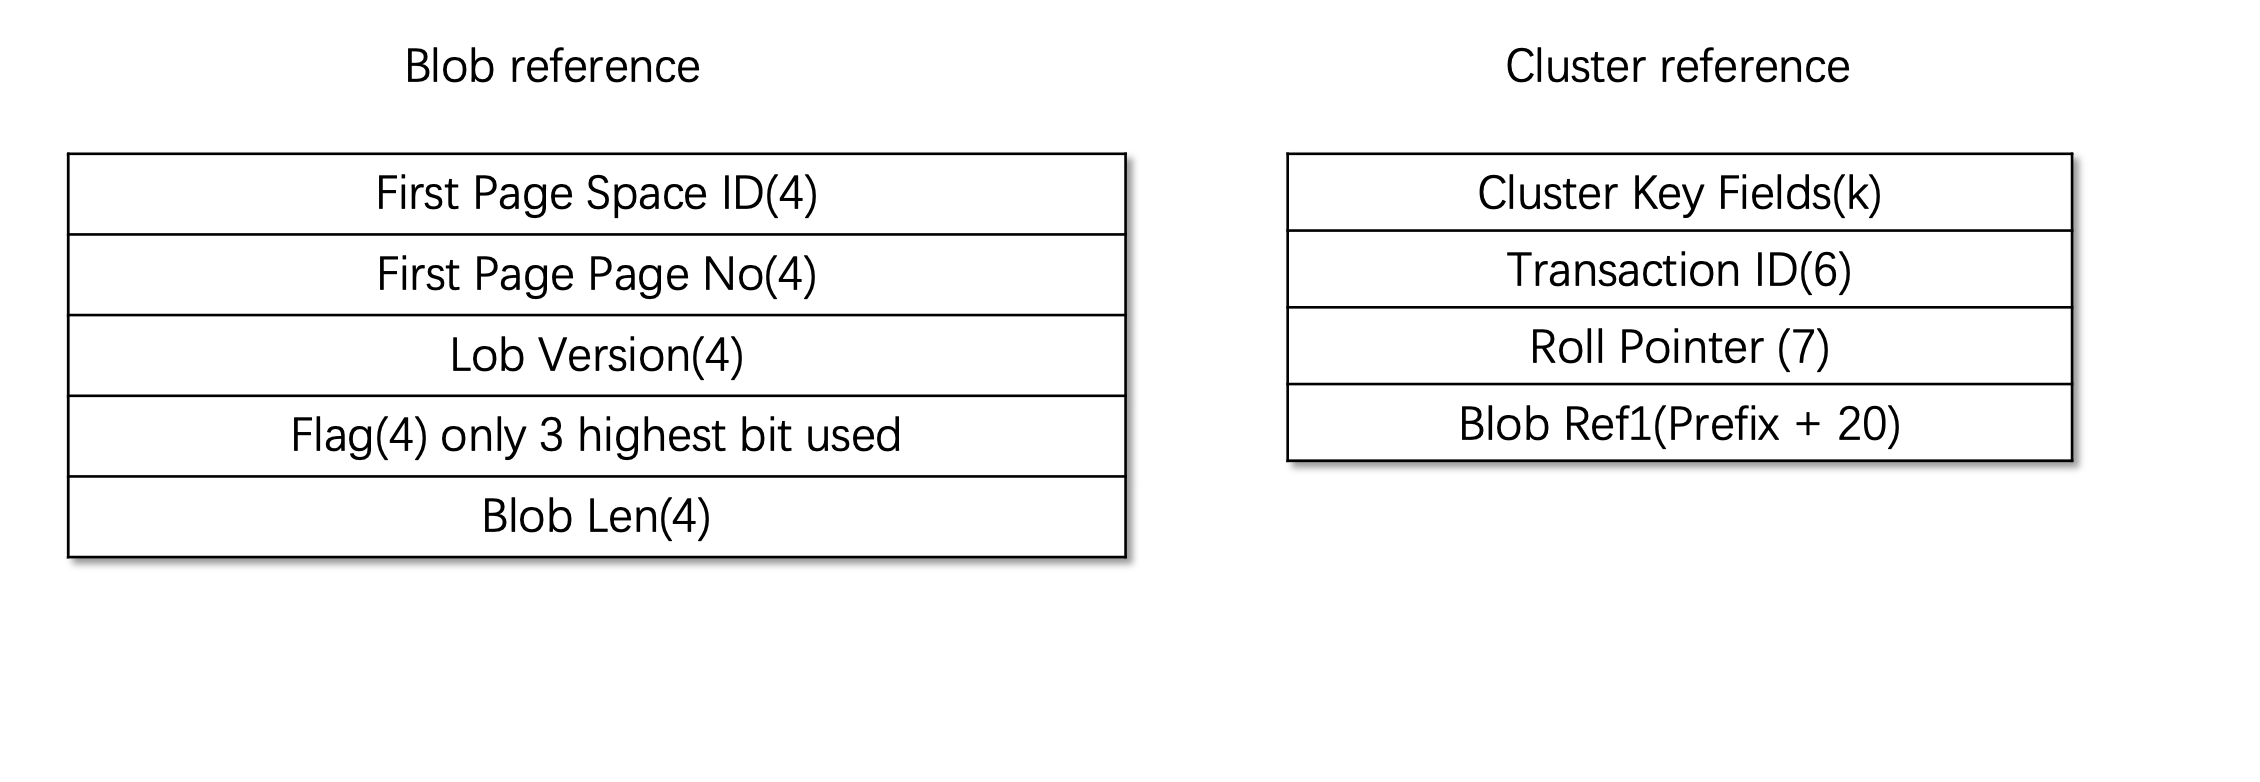 Blob reference
First Page Space ID(4)
First Page Page No(4)
Lob Version(4)
Flag(4) only 3 highest bit used
Blob Len(4)
Cluster reference
Cluster Key Fields(k)
Transaction ID(6)
Roll Pointer (7)
Blob Ref1(Prefix + 20)